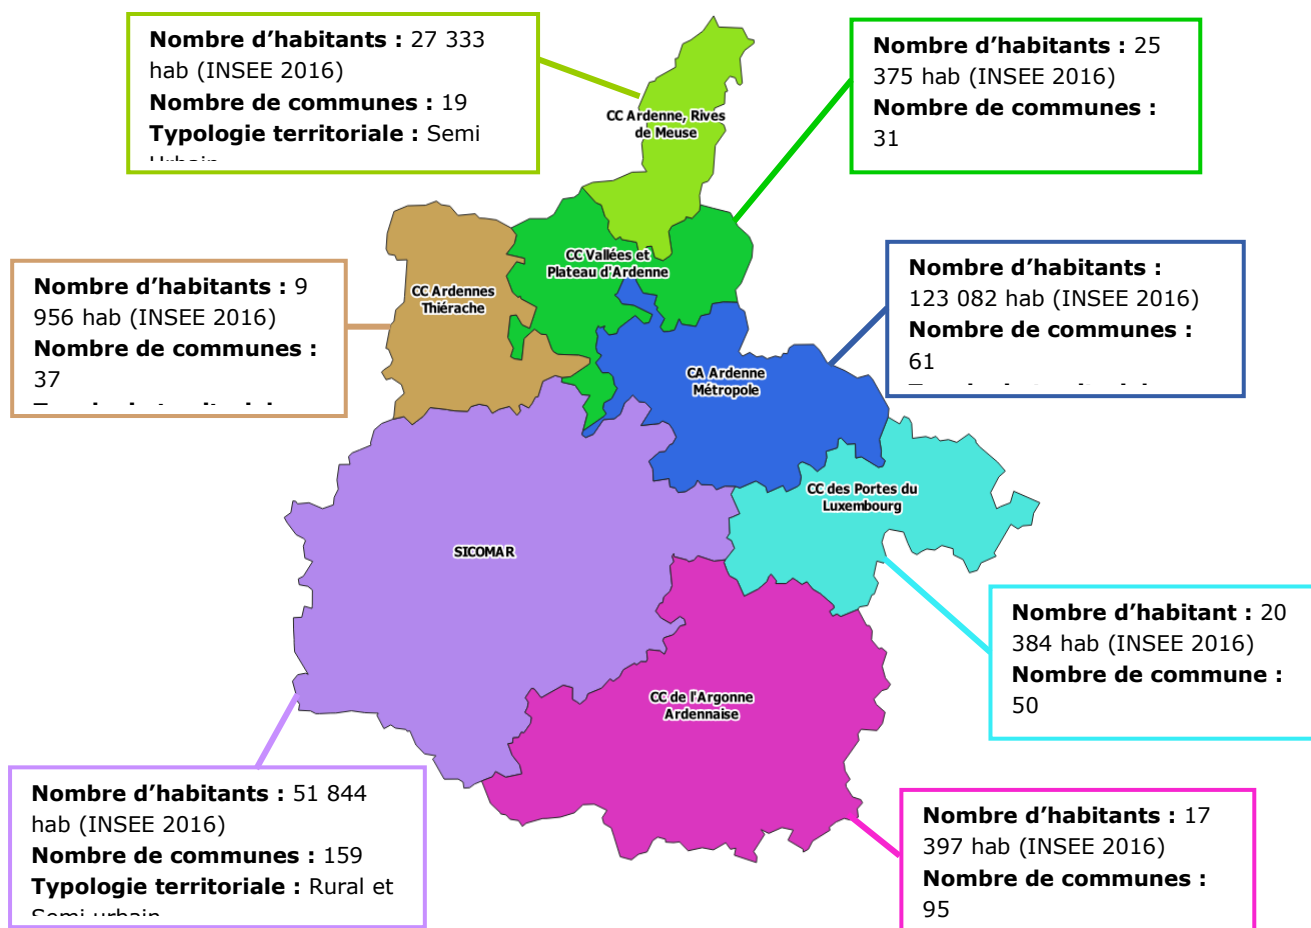 Nombre d'habitants : 27 333
hab (INSEE 2016)
Nombre de communes : 19
Typologie territoriale : Semi
Urbain
Nombre d'habitants : 25
375 hab (INSEE 2016)
Nombre de communes :
31
CC Ardenne, Rives
de Meuse
CC Vallées et
Plateau d'Ardenne
CC Ardennes
Thiérache
Nombre d'habitants : 9
956 hab (INSEE 2016)
Nombre de communes :
37
Nombre d'habitants :
123 082 hab (INSEE 2016)
Nombre de communes :
61
CA Ardenne
Métropole
CC des Portes du
Luxembourg
SICOMAR
Nombre d'habitant : 20
384 hab (INSEE 2016)
Nombre de commune :
50
CC de l'Argonne
Ardennaise
Nombre d'habitants : 51 844
hab (INSEE 2016)
Nombre de communes : 159
Typologie territoriale : Rural et
Semi urbain
Nombre d'habitants : 17
397 hab (INSEE 2016)
Nombre de communes :
95